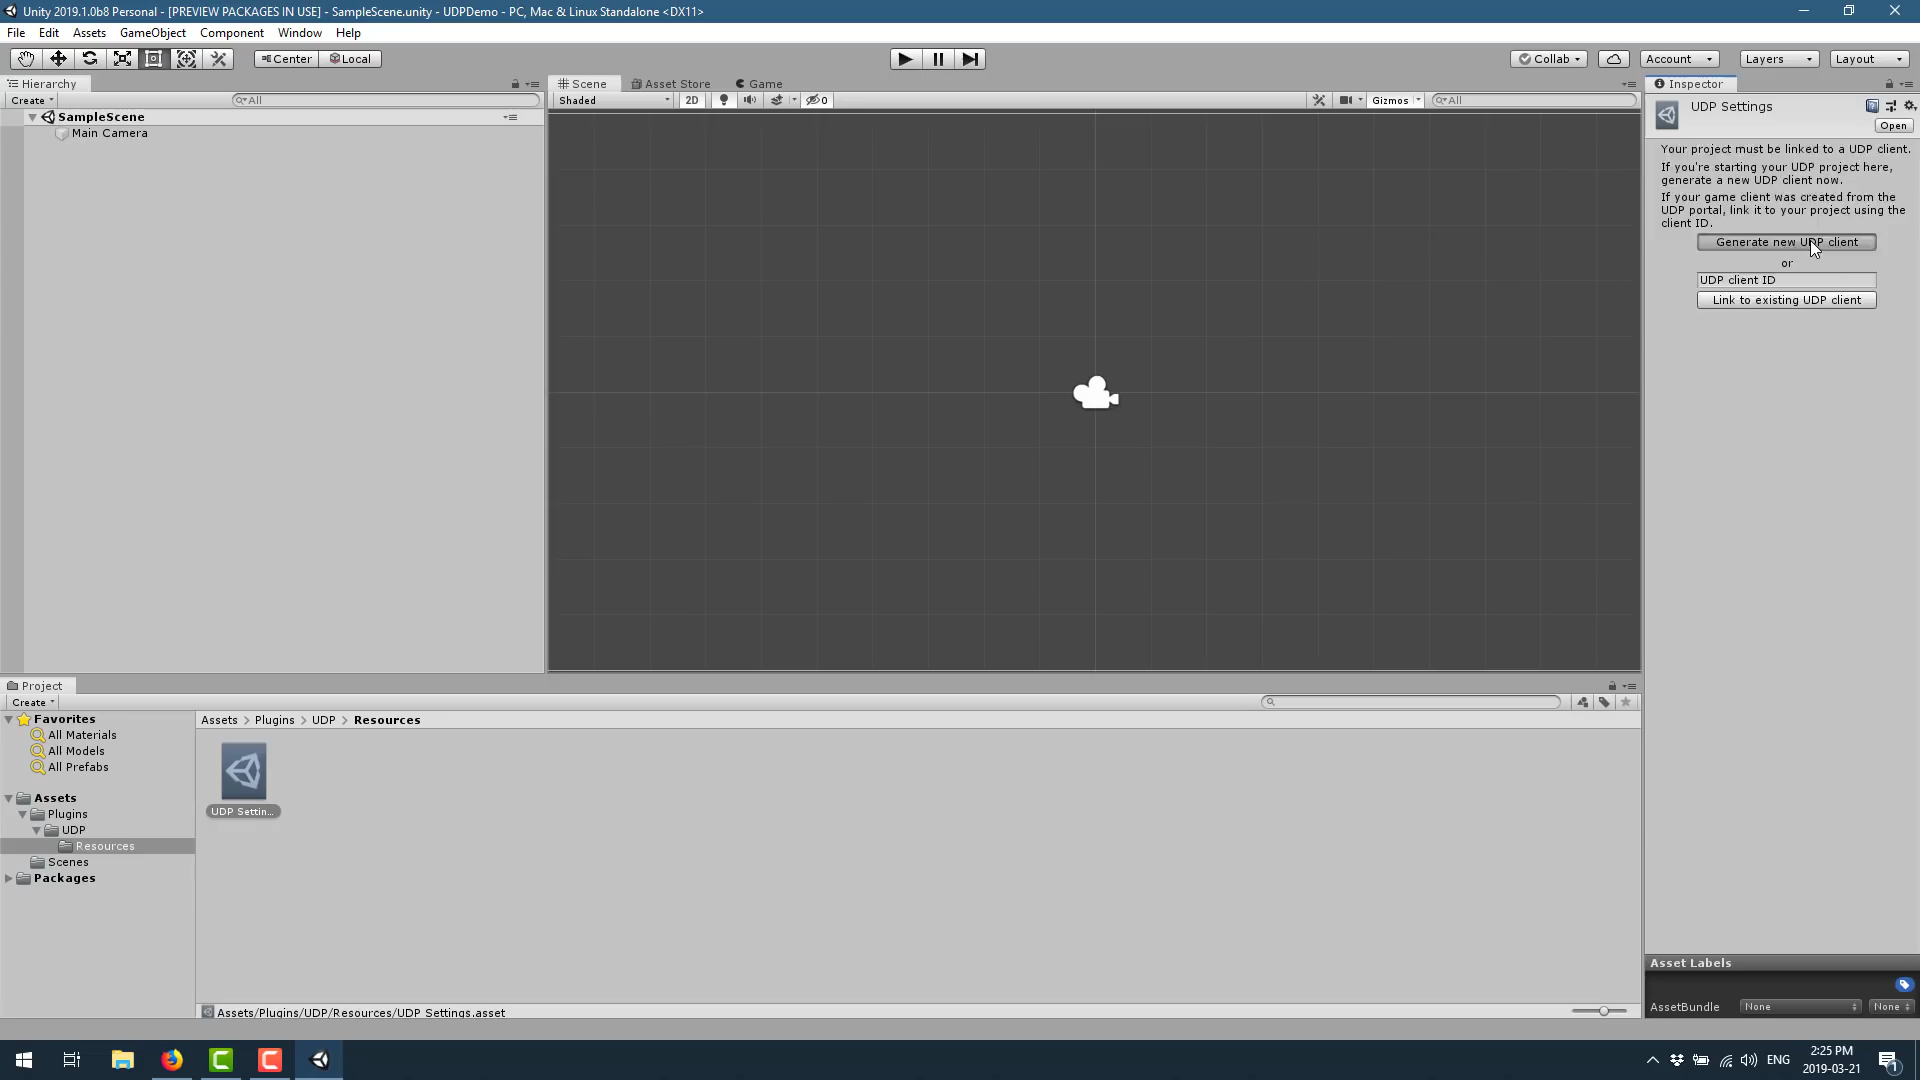 Unity 2019.1.0b8 Personal - [PREVIEW PACKAGES IN USE] - SampleScene.unity - UDPDemo - PC, Mac & Linux Standalone <DX11>
File Edit Assets GameObject Component Window Help
Center Local
Collab Account Layers Layout
Hierarchy
Scene Asset Store Game
Inspector
Create All
Shaded 2D 0 Gizmos All
SampleScene
Main Camera
UDP Settings
Open
Your project must be linked to a UDP client.
If you're starting your UDP project here,
generate a new UDP client now.
If your game client was created from the
UDP portal, link it to your project using the
client ID.
Generate new UDP client
or
UDP client ID
Link to existing UDP client
Project
Create
Favorites
All Materials
All Models
All Prefabs
Assets
Plugins
UDP
Resources
Scenes
Packages
Assets > Plugins > UDP > Resources
UDP Settin...
Assets/Plugins/UDP/Resources/UDP Settings.asset
Asset Labels
AssetBundle None None
ENG
2:25 PM
2019-03-21
1